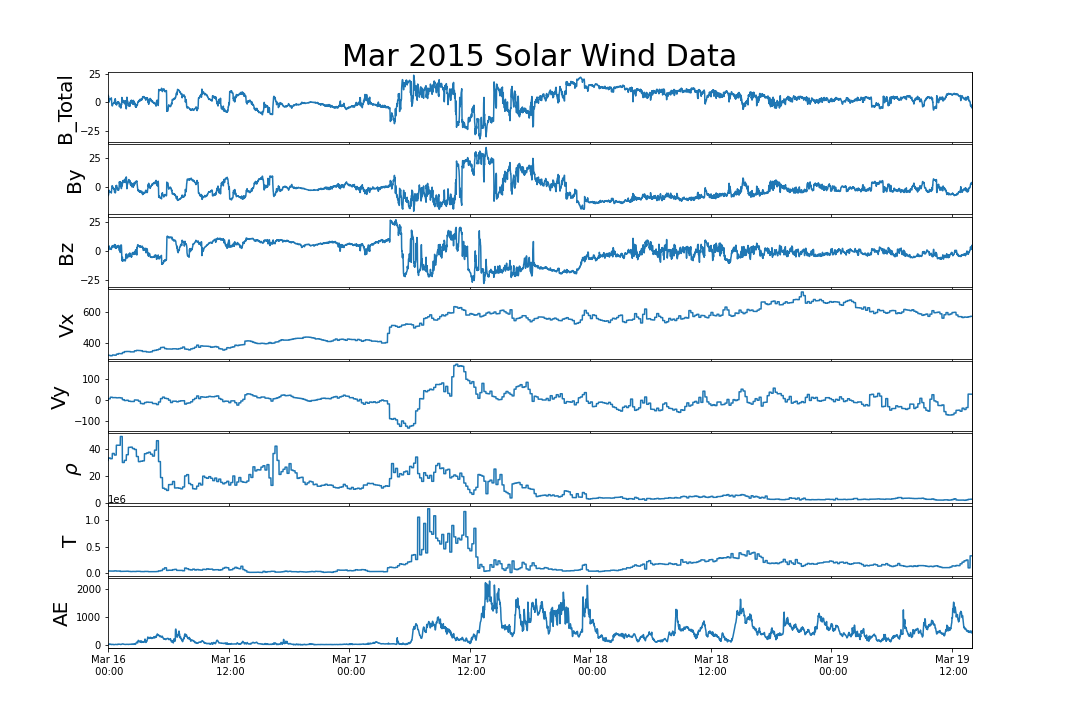 Mar 2015 Solar Wind Data
B_Total
25
0
−25
By
25
0
Bz
25
0
−25
Vx
600
400
Vy
100
0
−100
ρ
40
20
0
1e6
T
1.0
0.5
0.0
AE
2000
1000
0
Mar 16 Mar 16 Mar 17 Mar 17 Mar 18 Mar 18 Mar 19 Mar 19
00:00 12:00 00:00 12:00 00:00 12:00 00:00 12:00